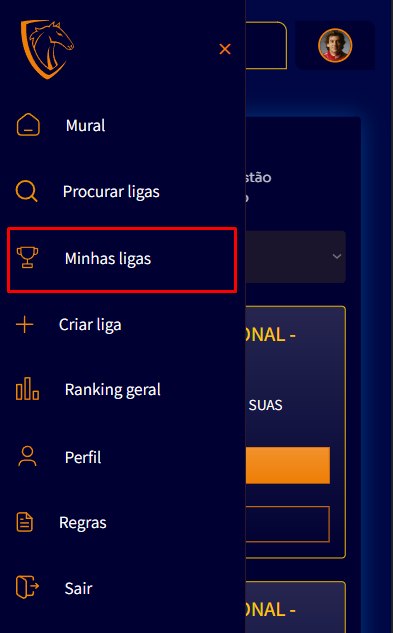 Mural
stão
o
Procurar ligas
Minhas ligas
Criar liga
ONAL -
Ranking geral
SUAS
Perfil
Regras
Sair
ONAL -